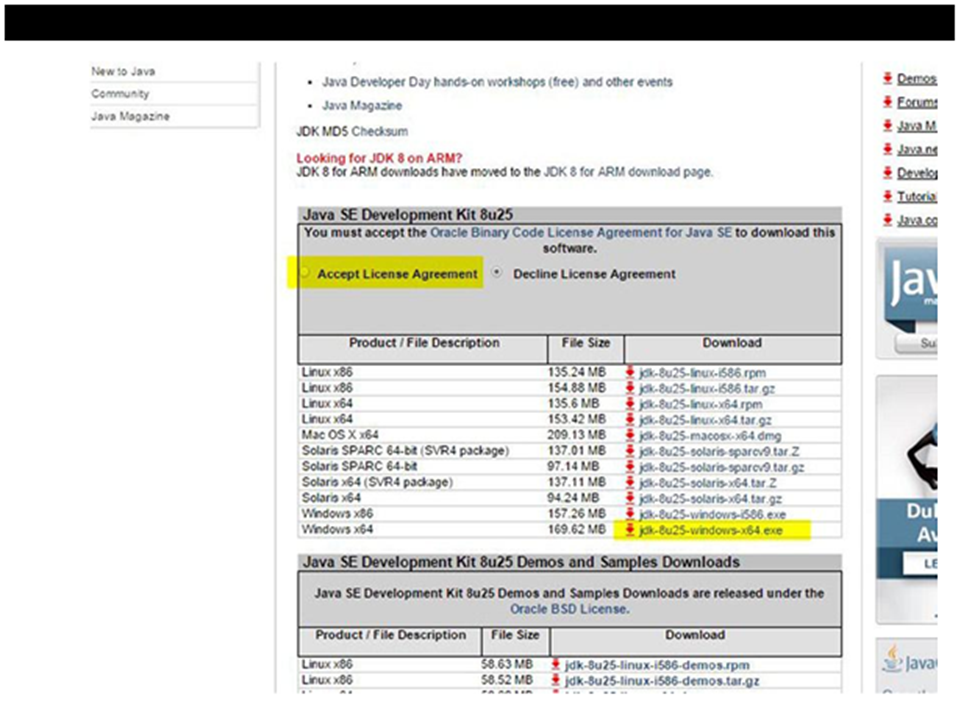 New to Java
Community
Java Magazine
Java Developer Day hands-on workshops (free) and other events
Java Magazine
JDK MD5 Checksum
Looking for JDK 8 on ARM?
JDK 8 for ARM downloads have moved to the JDK 8 for ARM download page.
Java SE Development Kit 8u25
You must accept the Oracle Binary Code License Agreement for Java SE to download this
software.
Accept License Agreement Decline License Agreement
Product / File Description File Size Download
Linux x86 135.24 MB jdk-8u25-linux-i586.rpm
Linux x86 154.88 MB jdk-8u25-linux-i586.tar.gz
Linux x64 135.6 MB jdk-8u25-linux-x64.rpm
Linux x64 153.42 MB jdk-8u25-linux-x64.tar.gz
Mac OS X x64 209.13 MB jdk-8u25-macosx-x64.dmg
Solaris SPARC 64-bit (SVR4 package) 137.01 MB jdk-8u25-solaris-sparcv9.tar.Z
Solaris SPARC 64-bit 97.14 MB jdk-8u25-solaris-sparcv9.tar.gz
Solaris x64 (SVR4 package) 137.11 MB jdk-8u25-solaris-x64.tar.Z
Solaris x64 94.24 MB jdk-8u25-solaris-x64.tar.gz
Windows x86 157.26 MB jdk-8u25-windows-i586.exe
Windows x64 169.62 MB jdk-8u25-windows-x64.exe
Java SE Development Kit 8u25 Demos and Samples Downloads
Java SE Development Kit 8u25 Demos and Samples Downloads are released under the
Oracle BSD License.
Product / File Description File Size Download
Linux x86 58.63 MB jdk-8u25-linux-i586-demos.rpm
Linux x86 58.52 MB jdk-8u25-linux-i586-demos.tar.gz
Demos
Forums
Java M
Java.ne
Develop
Tutorial
Java.co
Jav
ma
Su
Du
Av
LE
Java